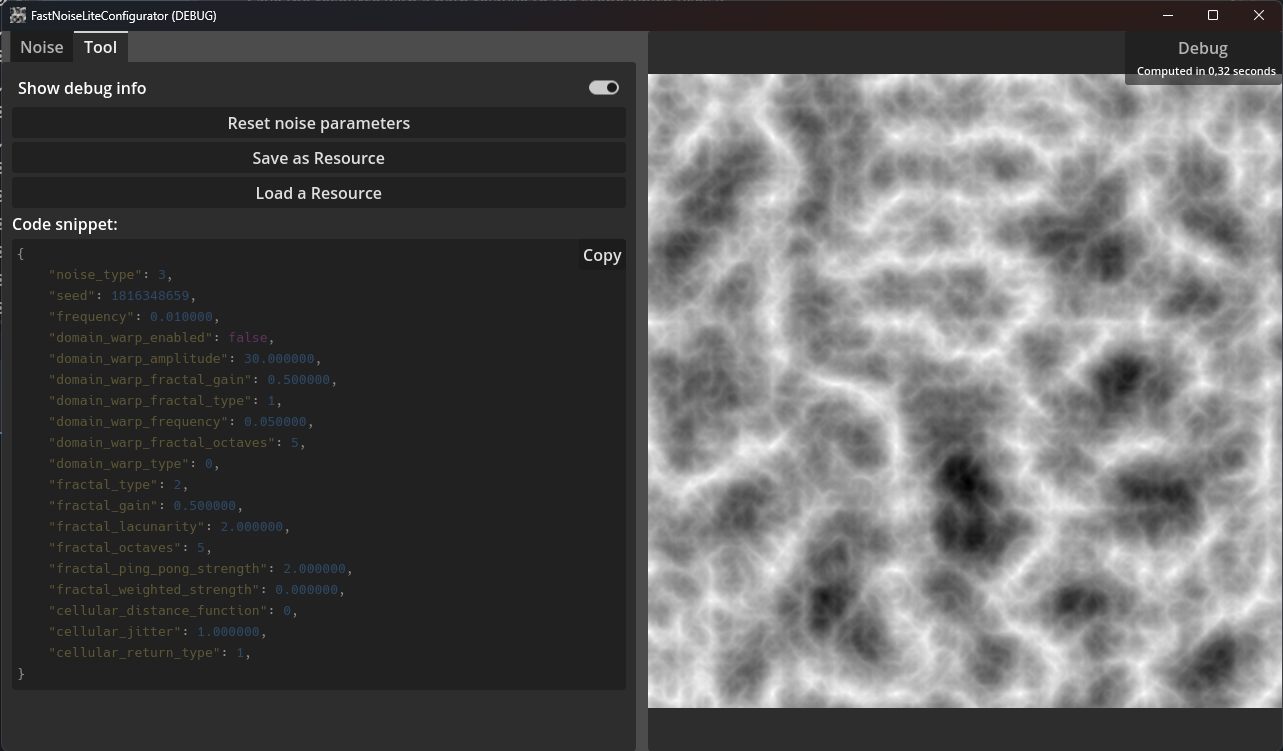 FastNoiseLiteConfigurator (DEBUG)
Noise
Tool
Show debug info
Reset noise parameters
Save as Resource
Load a Resource
Code snippet:
Copy
{
"noise_type": 3,
"seed": 1816348659,
"frequency": 0.010000,
"domain_warp_enabled": false,
"domain_warp_amplitude": 30.000000,
"domain_warp_fractal_gain": 0.500000,
"domain_warp_fractal_type": 1,
"domain_warp_frequency": 0.050000,
"domain_warp_fractal_octaves": 5,
"domain_warp_type": 0,
"fractal_type": 2,
"fractal_gain": 0.500000,
"fractal_lacunarity": 2.000000,
"fractal_octaves": 5,
"fractal_ping_pong_strength": 2.000000,
"fractal_weighted_strength": 0.000000,
"cellular_distance_function": 0,
"cellular_jitter": 1.000000,
"cellular_return_type": 1,
}
Debug
Computed in 0,32 seconds